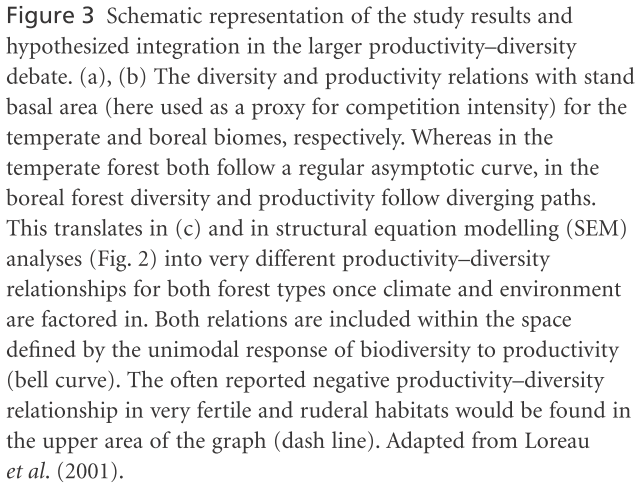 Figure 3 Schematic representation of the study results and
hypothesized integration in the larger productivity–diversity
debate. (a), (b) The diversity and productivity relations with stand
basal area (here used as a proxy for competition intensity) for the
temperate and boreal biomes, respectively. Whereas in the
temperate forest both follow a regular asymptotic curve, in the
boreal forest diversity and productivity follow diverging paths.
This translates in (c) and in structural equation modelling (SEM)
analyses (Fig. 2) into very different productivity–diversity
relationships for both forest types once climate and environment
are factored in. Both relations are included within the space
defined by the unimodal response of biodiversity to productivity
(bell curve). The often reported negative productivity–diversity
relationship in very fertile and ruderal habitats would be found in
the upper area of the graph (dash line). Adapted from Loreau
et al. (2001).